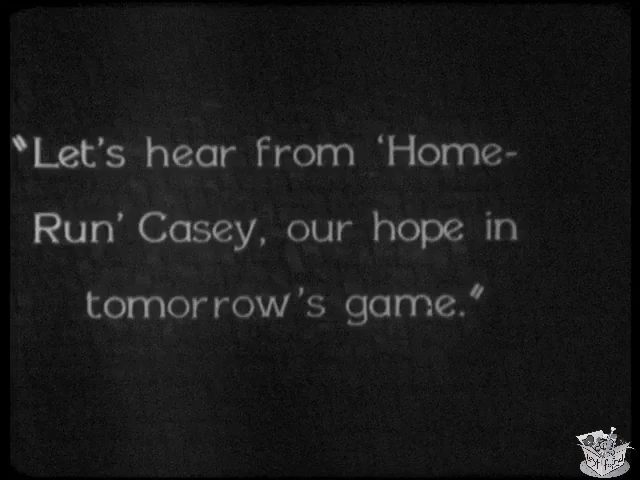 "Let's hear from 'Home-
Run' Casey, our hope in
tomorrow's game."